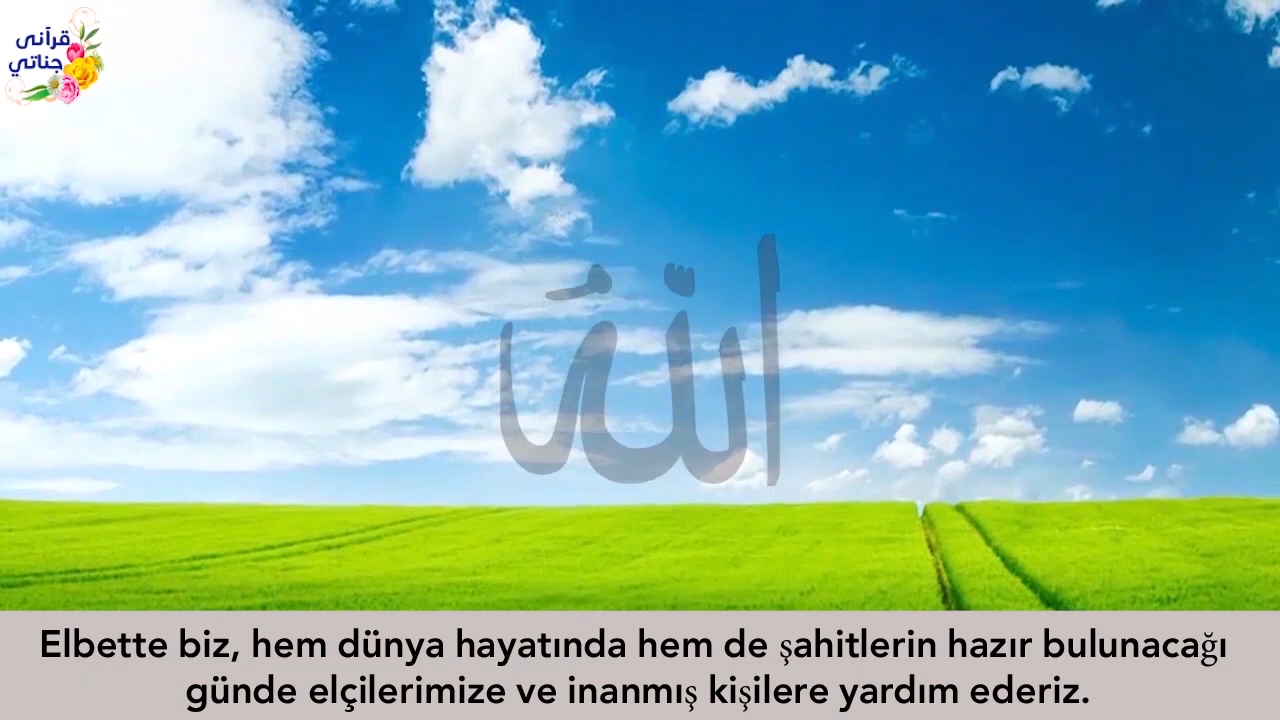 قرآنى
جناتي
الله
Elbette biz, hem dünya hayatında hem de şahitlerin hazır bulunacağı
günde elçilerimize ve inanmış kişilere yardım ederiz.